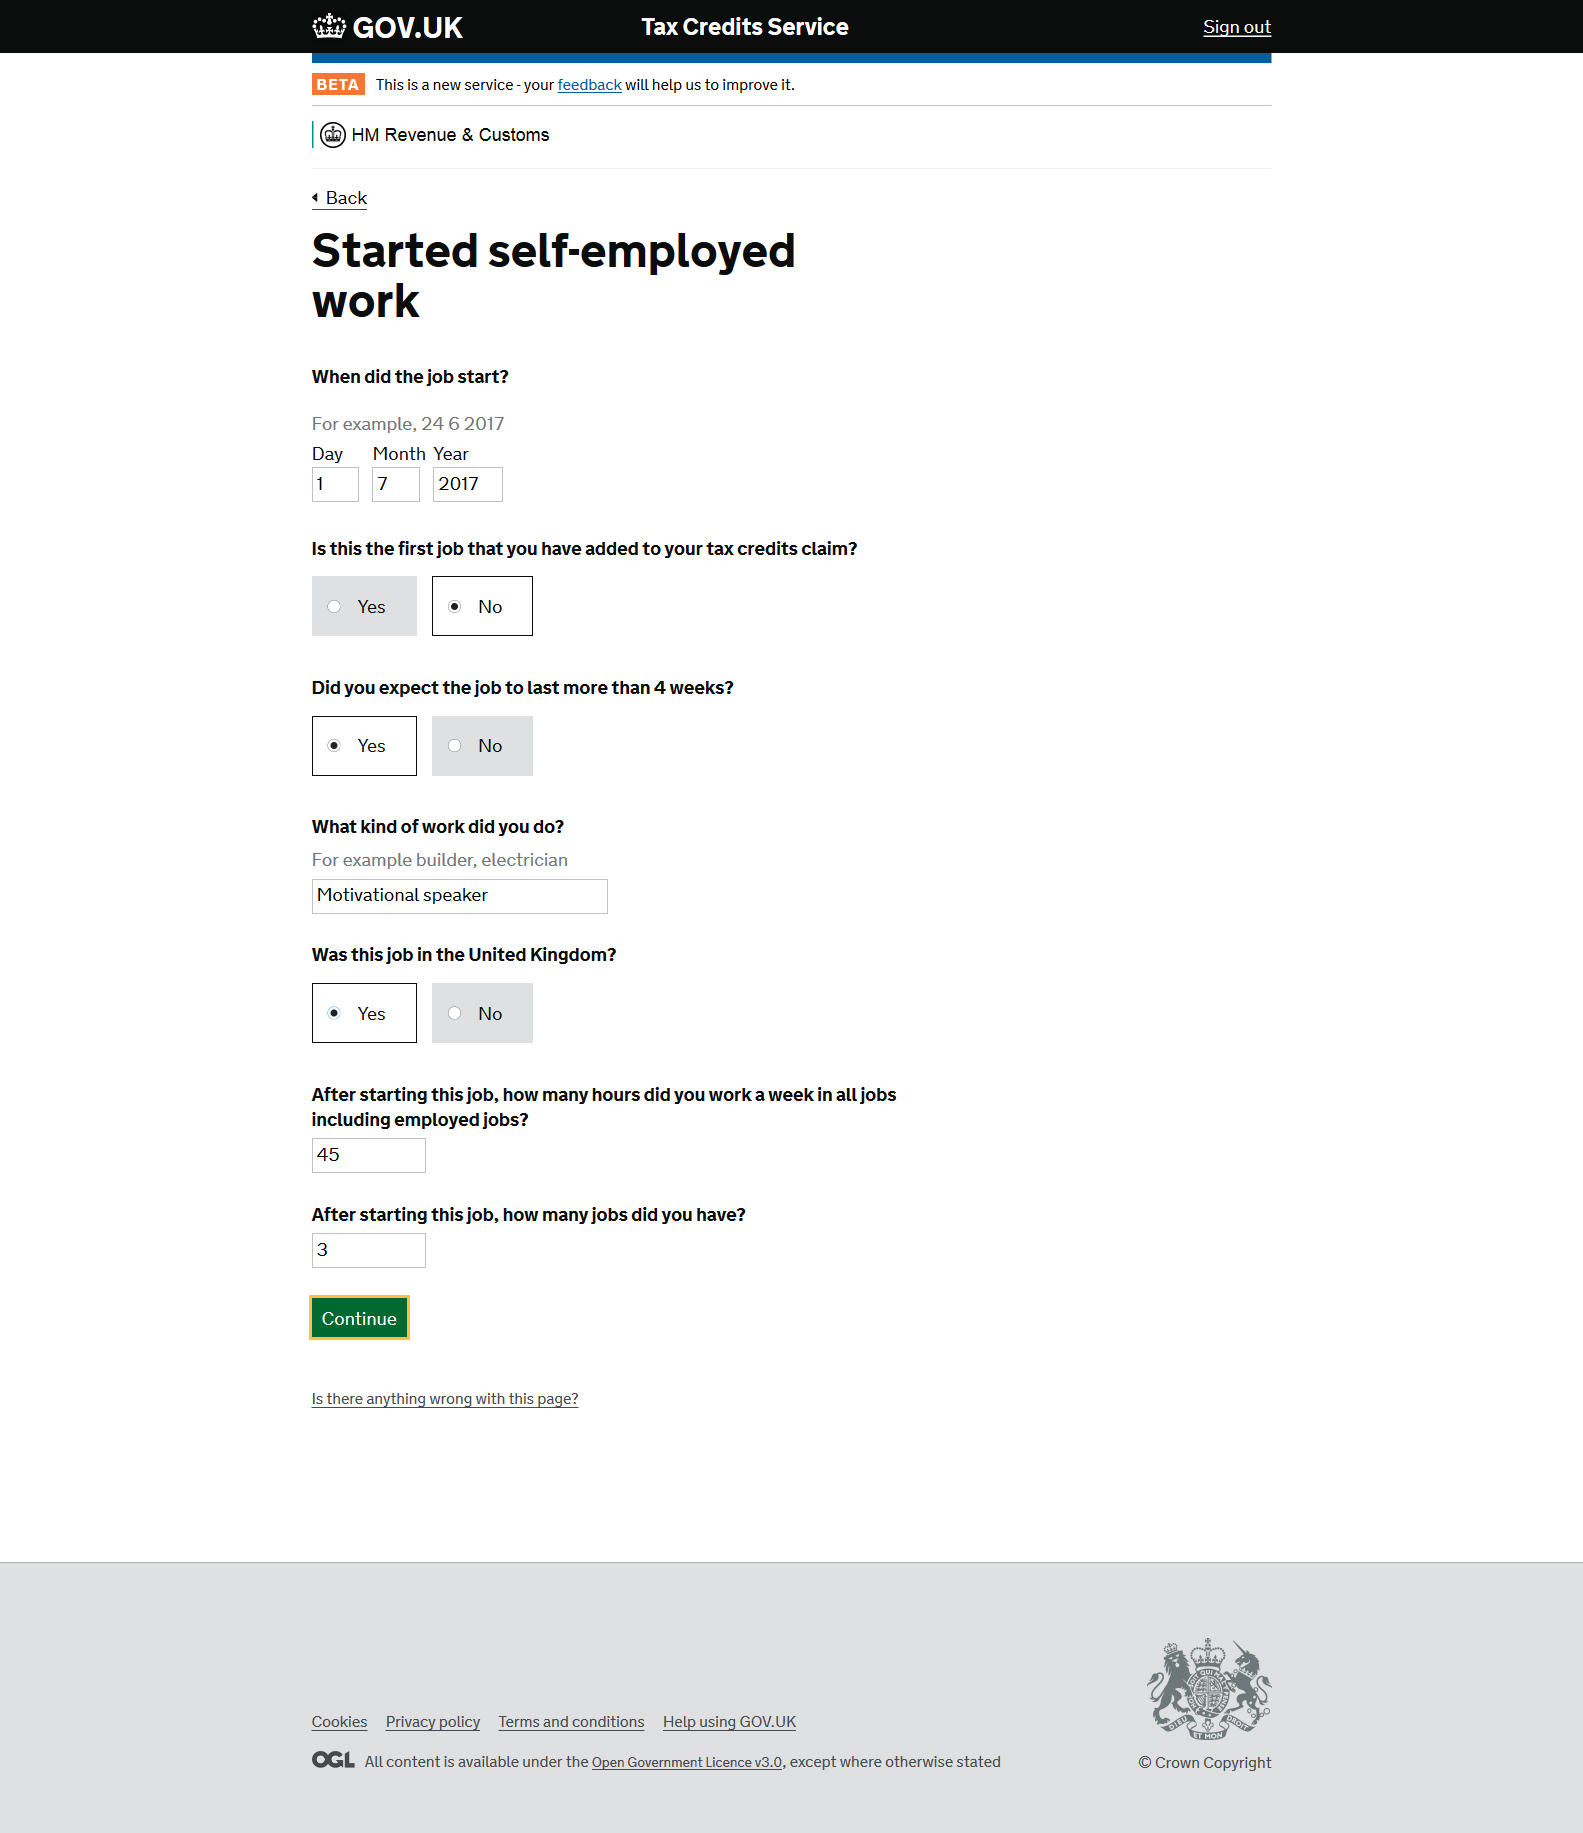 GOV.UK
Tax Credits Service
Sign out
BETA This is a new service - your feedback will help us to improve it.
HM Revenue & Customs
Back
Started self-employed
work
When did the job start?
For example, 24 6 2017
Day Month Year
1 7 2017
Is this the first job that you have added to your tax credits claim?
Yes No
Did you expect the job to last more than 4 weeks?
Yes No
What kind of work did you do?
For example builder, electrician
Motivational speaker
Was this job in the United Kingdom?
Yes No
After starting this job, how many hours did you work a week in all jobs
including employed jobs?
45
After starting this job, how many jobs did you have?
3
Continue
Is there anything wrong with this page?
Cookies Privacy policy Terms and conditions Help using GOV.UK
OGL All content is available under the Open Government Licence v3.0, except where otherwise stated
DIEU ET MON DROIT
© Crown Copyright